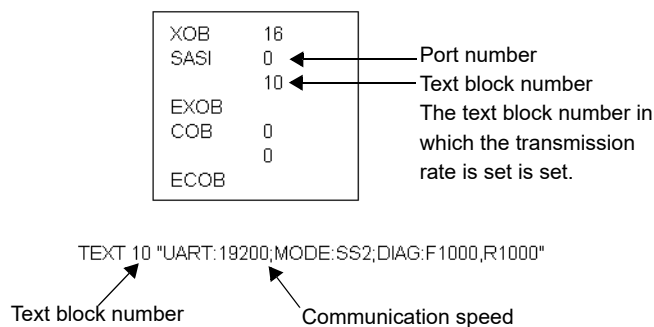 XOB 16
SASI 0
10
EXOB
COB 0
0
ECOB
Port number
Text block number
The text block number in
which the transmission
rate is set is set.
TEXT 10 "UART:19200;MODE:SS2;DIAG:F1000,R1000"
Text block number
Communication speed